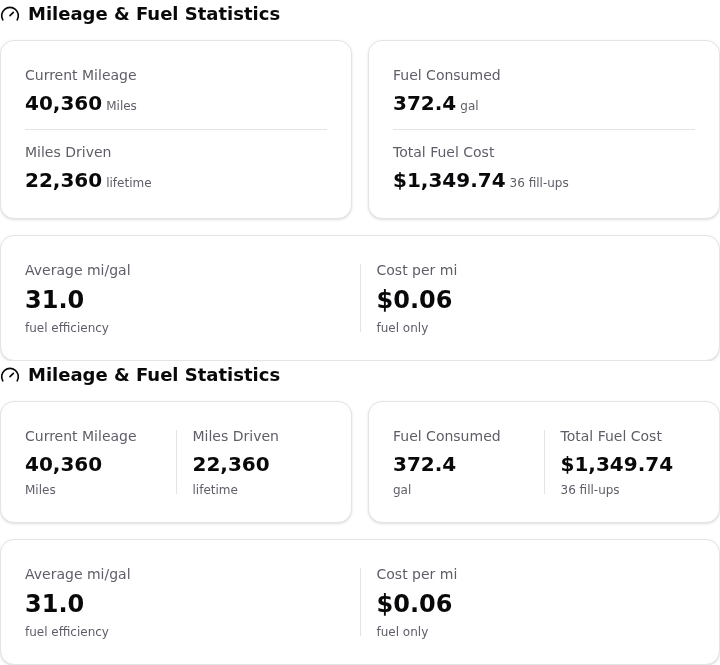 Mileage & Fuel Statistics
Current Mileage
40,360 Miles
Miles Driven
22,360 lifetime
Fuel Consumed
372.4 gal
Total Fuel Cost
$1,349.74 36 fill-ups
Average mi/gal
31.0
fuel efficiency
Cost per mi
$0.06
fuel only
Mileage & Fuel Statistics
Current Mileage
40,360
Miles
Miles Driven
22,360
lifetime
Fuel Consumed
372.4
gal
Total Fuel Cost
$1,349.74
36 fill-ups
Average mi/gal
31.0
fuel efficiency
Cost per mi
$0.06
fuel only